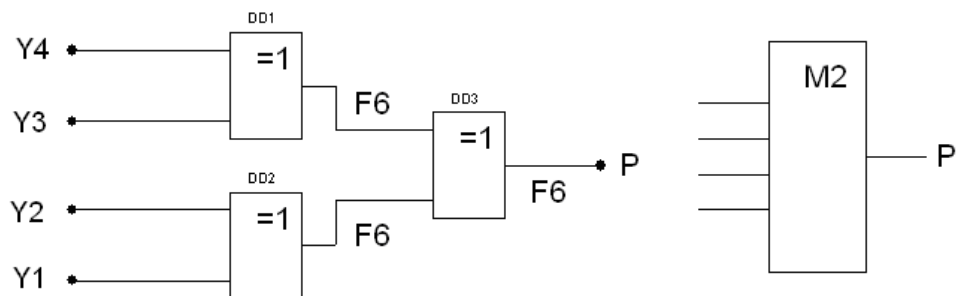 DD1
Y4
=1
Y3
F6
DD3
=1
P
F6
DD2
Y2
=1
Y1
F6
M2
P